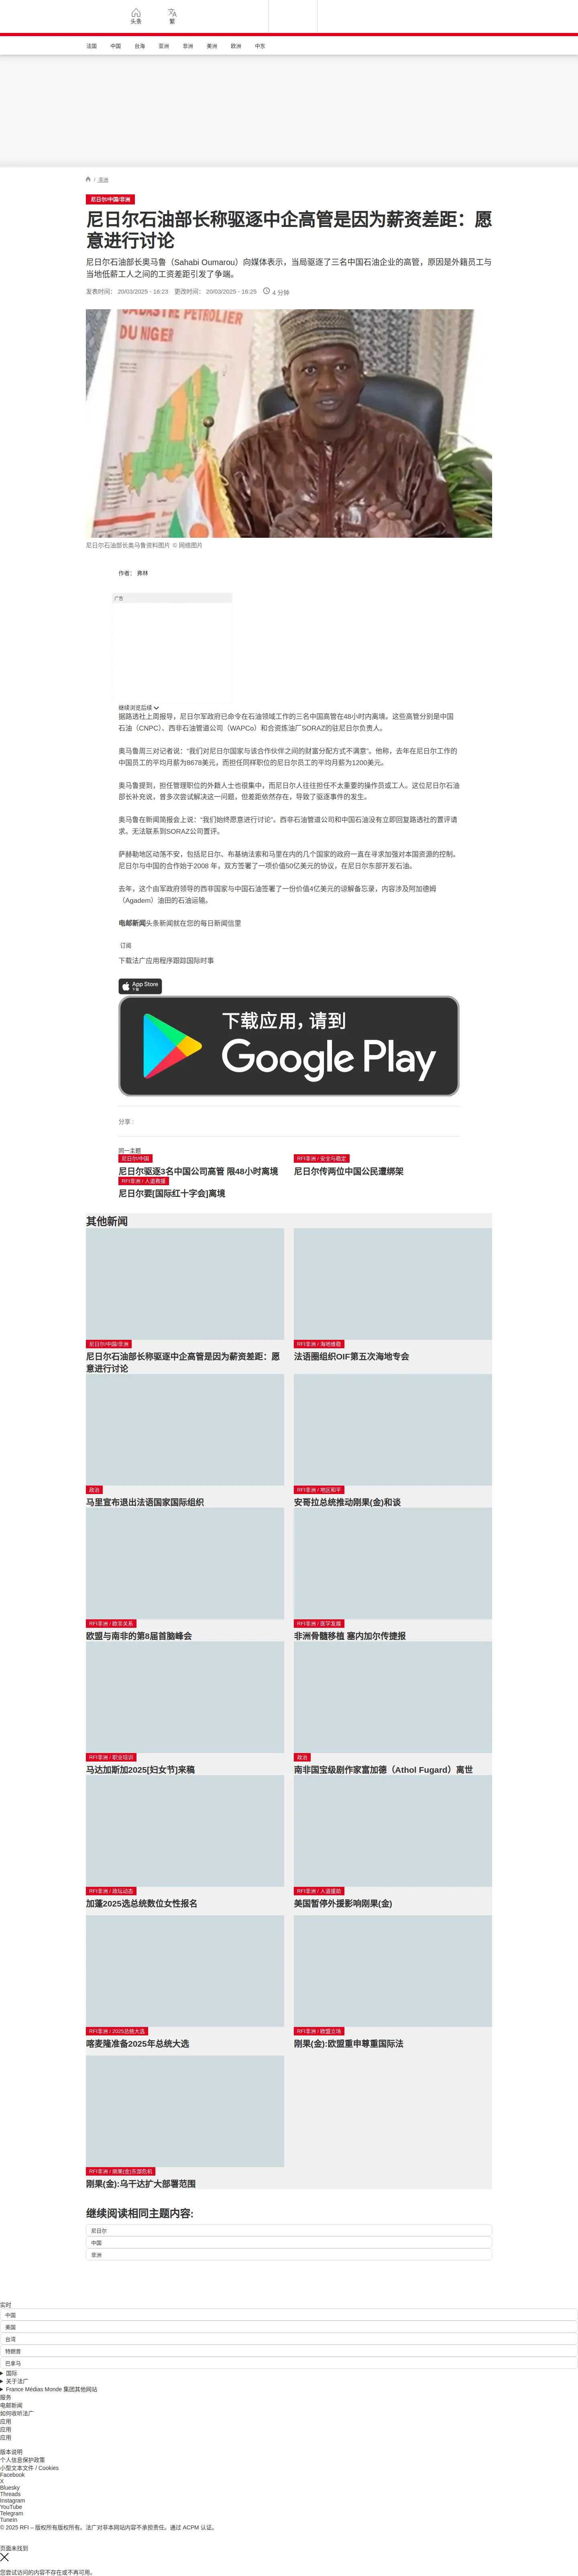 头条
繁
法国 中国 台海 亚洲 非洲 美洲 欧洲 中东
/ 非洲
尼日尔/中国/非洲
尼日尔石油部长称驱逐中企高管是因为薪资差距：愿
意进行讨论
尼日尔石油部长奥马鲁（Sahabi Oumarou）向媒体表示，当局驱逐了三名中国石油企业的高管，原因是外籍员工与
当地低薪工人之间的工资差距引发了争端。
发表时间： 20/03/2025 - 16:23 更改时间： 20/03/2025 - 16:25 4 分钟
CADASTRE PETROLIER
DU NIGER
尼日尔石油部长奥马鲁资料图片 © 网络图片
作者： 弗林
广告
继续浏览后续
据路透社上周报导，尼日尔军政府已命令在石油领域工作的三名中国高管在48小时内离境。这些高管分别是中国
石油（CNPC）、西非石油管道公司（WAPCo）和合资炼油厂SORAZ的驻尼日尔负责人。
奥马鲁周三对记者说：“我们对尼日尔国家与该合作伙伴之间的财富分配方式不满意”。他称，去年在尼日尔工作的
中国员工的平均月薪为8678美元，而担任同样职位的尼日尔员工的平均月薪为1200美元。
奥马鲁提到，担任管理职位的外籍人士也很集中，而尼日尔人往往担任不太重要的操作员或工人。这位尼日尔石油
部长补充说，曾多次尝试解决这一问题，但差距依然存在，导致了驱逐事件的发生。
奥马鲁在新闻简报会上说：“我们始终愿意进行讨论”。西非石油管道公司和中国石油没有立即回复路透社的置评请
求。无法联系到SORAZ公司置评。
萨赫勒地区动荡不安，包括尼日尔、布基纳法索和马里在内的几个国家的政府一直在寻求加强对本国资源的控制。
尼日尔与中国的合作始于2008 年，双方签署了一项价值50亿美元的协议，在尼日尔东部开发石油。
去年，这个由军政府领导的西非国家与中国石油签署了一份价值4亿美元的谅解备忘录，内容涉及阿加德姆
（Agadem）油田的石油运输。
电邮新闻头条新闻就在您的每日新闻信里
订阅
下载法广应用程序跟踪国际时事
App Store
下载
下载应用，请到
Google Play
分享 :
同一主题
尼日尔/中国
尼日尔驱逐3名中国公司高管 限48小时离境
RFI非洲 / 安全与稳定
尼日尔传两位中国公民遭绑架
RFI非洲 / 人道救援
尼日尔要[国际红十字会]离境
其他新闻
尼日尔/中国/非洲
尼日尔石油部长称驱逐中企高管是因为薪资差距：愿
意进行讨论
RFI非洲 / 海地维稳
法语圈组织OIF第五次海地专会
政治
马里宣布退出法语国家国际组织
RFI非洲 / 地区和平
安哥拉总统推动刚果(金)和谈
RFI非洲 / 欧非关系
欧盟与南非的第8届首脑峰会
RFI非洲 / 医学发展
非洲骨髓移植 塞内加尔传捷报
RFI非洲 / 职业培训
马达加斯加2025[妇女节]来稿
政治
南非国宝级剧作家富加德（Athol Fugard）离世
RFI非洲 / 政坛动态
加蓬2025选总统数位女性报名
RFI非洲 / 人道援助
美国暂停外援影响刚果(金)
RFI非洲 / 2025总统大选
喀麦隆准备2025年总统大选
RFI非洲 / 欧盟立场
刚果(金):欧盟重申尊重国际法
RFI非洲 / 刚果(金)东部危机
刚果(金):乌干达扩大部署范围
继续阅读相同主题内容:
尼日尔
中国
非洲
实时
中国
美国
台湾
特朗普
巴拿马
国际
关于法广
France Médias Monde 集团其他网站
服务
电邮新闻
如何收听法广
应用
应用
应用
版本说明
个人信息保护政策
小型文本文件 / Cookies
Facebook
X
Bluesky
Threads
Instagram
YouTube
Telegram
TuneIn
© 2025 RFI – 版权所有版权所有。法广对非本网站内容不承担责任。通过 ACPM 认证。
页面未找到
您尝试访问的内容不存在或不再可用。